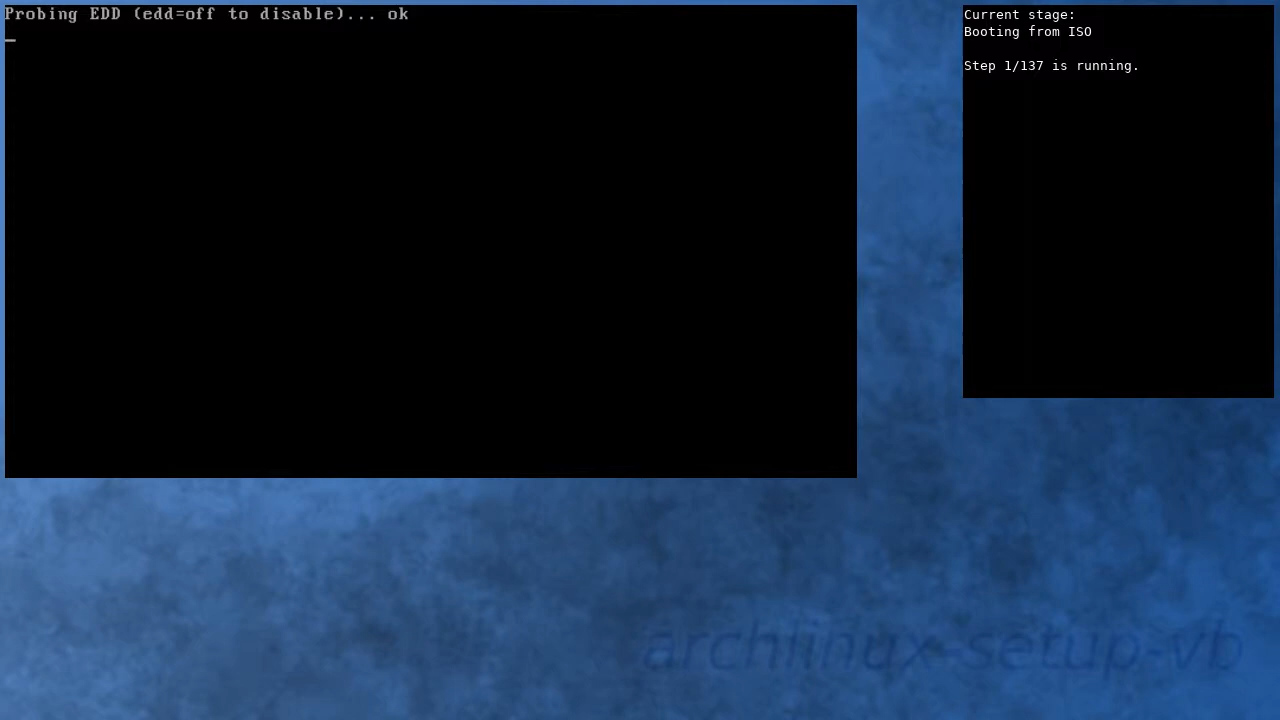 Probing EDD (edd=off to disable)... ok
_
Current stage:
Booting from ISO
Step 1/137 is running.
archlinux-setup-vb